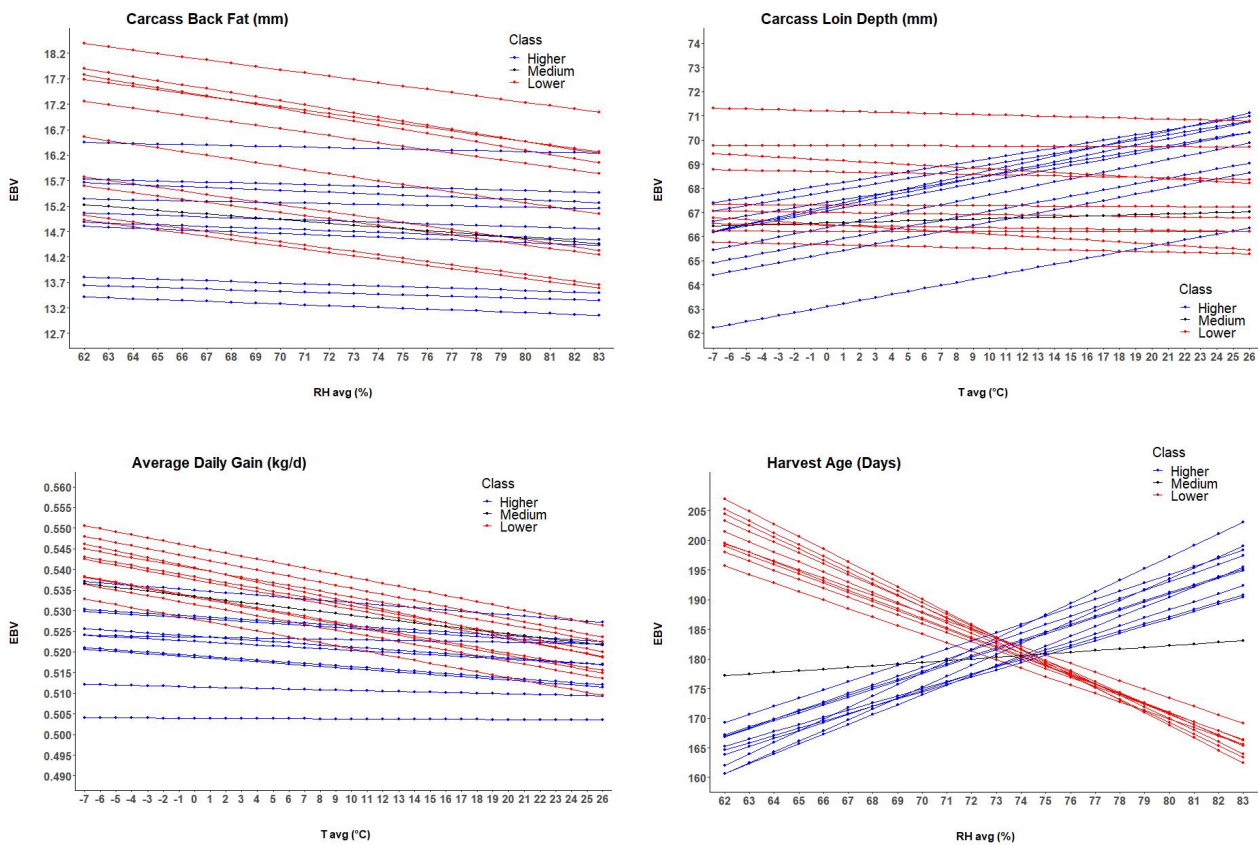 Carcass Back Fat (mm)
Class
Higher
Medium
Lower
EBV
18.2
17.7
17.2
16.7
16.2
15.7
15.2
14.7
14.2
13.7
13.2
12.7
62 63 64 65 66 67 68 69 70 71 72 73 74 75 76 77 78 79 80 81 82 83
RH avg (%)
Carcass Loin Depth (mm)
EBV
74
73
71
70
68
67
66
65
63
62
Class
Higher
Medium
Lower
-7 -6 -5 -4 -3 -2 -1 0 1 2 3 4 5 6 7 8 9 10 11 12 13 14 15 16 17 18 19 20 21 22 23 24 25 26
T avg (°C)
Average Daily Gain (kg/d)
Class
Higher
Medium
Lower
EBV
0.560
0.555
0.550
0.545
0.540
0.535
0.530
0.525
0.520
0.515
0.510
0.505
0.500
0.495
0.490
-7 -6 -5 -4 -3 -2 -1 0 1 2 3 4 5 6 7 8 9 10 11 12 13 14 15 16 17 18 19 20 21 22 23 24 25 26
T avg (°C)
Harvest Age (Days)
Class
Higher
Medium
Lower
EBV
205
200
195
190
185
180
175
170
165
160
62 63 64 65 66 67 68 69 70 71 72 73 74 75 76 77 78 79 80 81 82 83
RH avg (%)